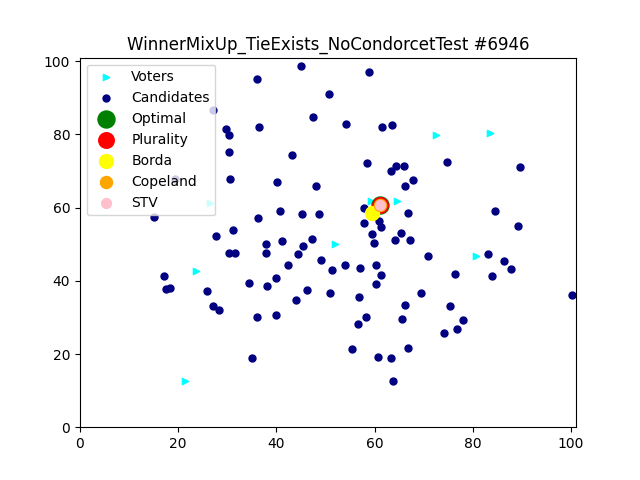 WinnerMixUp_TieExists_NoCondorcetTest #6946
Voters
Candidates
Optimal
Plurality
Borda
Copeland
STV
100
80
60
40
20
0
0 20 40 60 80 100